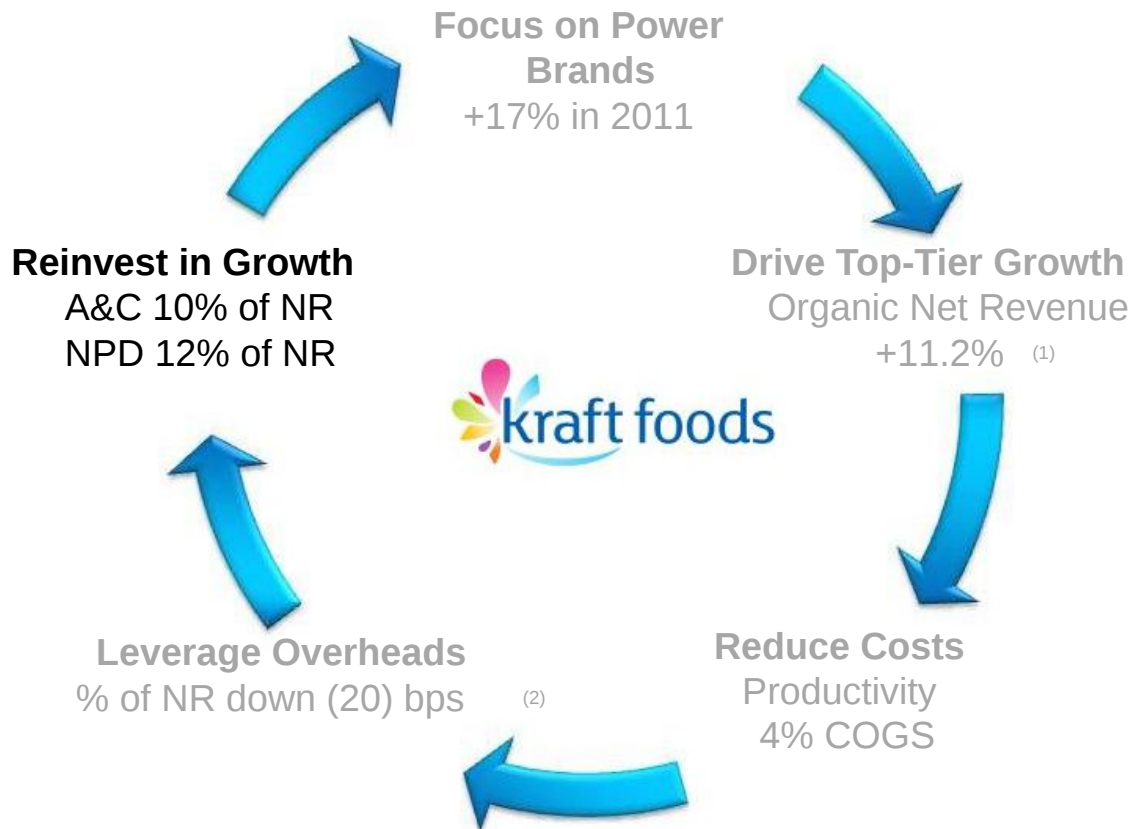 Focus on Power
Brands
+17% in 2011
Drive Top-Tier Growth
Organic Net Revenue
+11.2% (1)
Reduce Costs
Productivity
4% COGS
Leverage Overheads
% of NR down (20) bps (2)
Reinvest in Growth
A&C 10% of NR
NPD 12% of NR
kraft foods